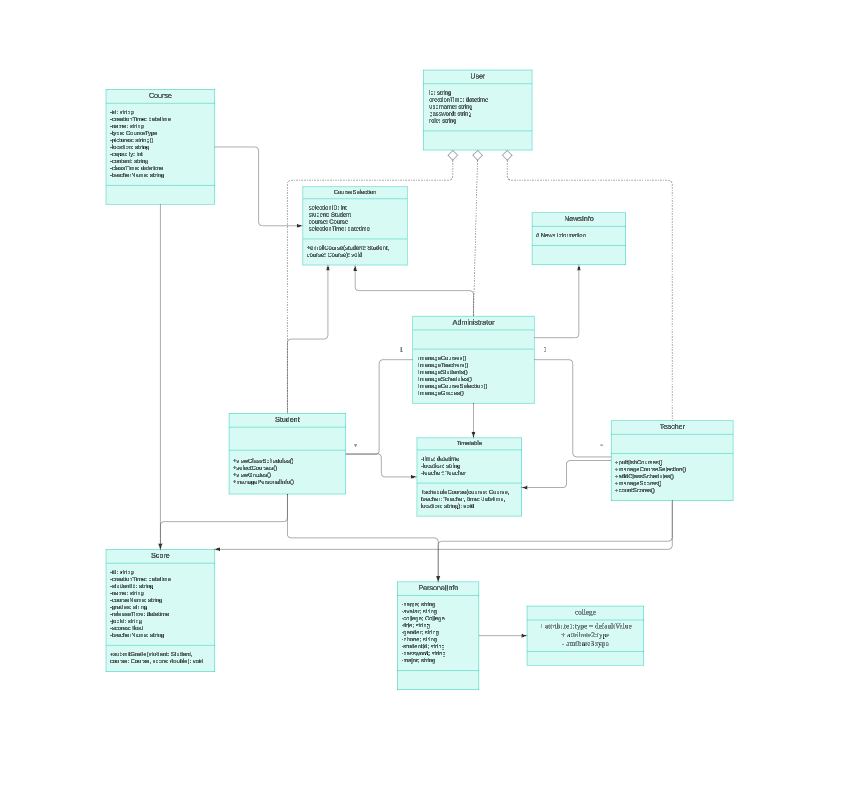 User
id: string
creationTime: datetime
username: string
password: string
role: string
Course
-id: string
-creationTime: datetime
-name: string
-type: CourseType
-pictures: string[]
-location: string
-capacity: int
-content: string
-classTime: datetime
-teacherName: string
CourseSelection
selectionID: int
student: Student
course: Course
selectionTime: datetime
+enrollCourse(student: Student,
course: Course): void
NewsInfo
// News Information
Administrator
manageCourses()
manageTeachers()
manageStudents()
manageSchedules()
manageCourseSelection()
manageGrades()
1
1
*
*
Student
+viewClassSchedules()
+selectCourses()
+viewGrades()
+managePersonalInfo()
Timetable
-time: datetime
-location: string
-teacher: Teacher
+scheduleCourse(course: Course,
teacher: Teacher, time: datetime,
location: string): void
Teacher
+publishCourses()
+manageCourseSelection()
+addClassSchedules()
+manageScores()
+countScores()
Score
-id: string
-creationTime: datetime
-studentId: string
-name: string
-courseName: string
-grades: string
-releaseTime: datetime
-jobId: string
-scores: float
-teacherName: string
+submitGrade(student: Student,
course: Course, score: double): void
PersonalInfo
-name: string
-avatar: string
-college: College
-title: string
-gender: string
-phone: string
-studentId: string
-password: string
-major: string
college
+ attribute1:type = defaultValue
+ attribute2:type
- attribute3:type